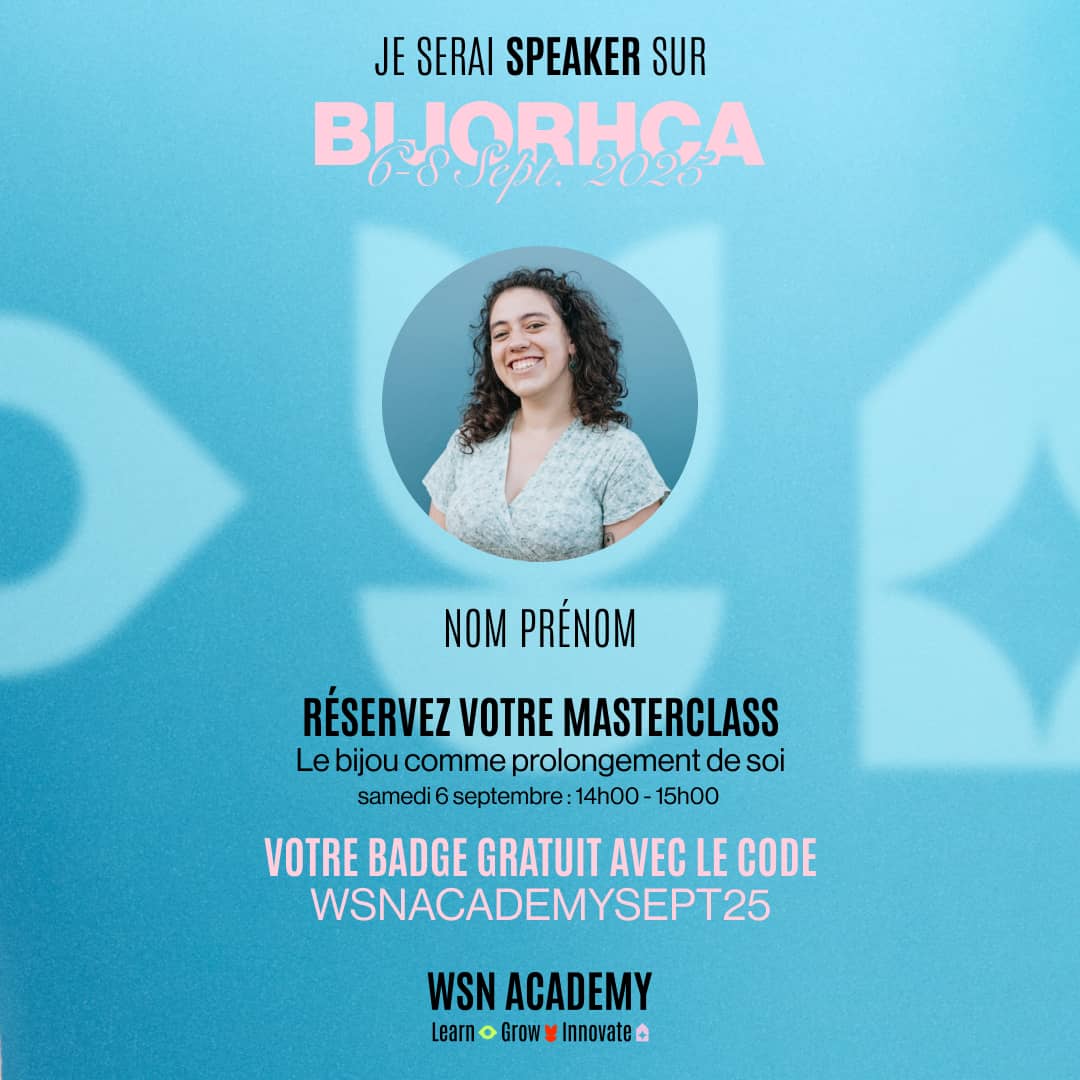 JE SERAI SPEAKER SUR
BIJORHCA
6-8 Sept. 2025
NOM PRÉNOM
RÉSERVEZ VOTRE MASTERCLASS
Le bijou comme prolongement de soi
samedi 6 septembre : 14h00 - 15h00
VOTRE BADGE GRATUIT AVEC LE CODE
WSNACADEMYSEPT25
WSN ACADEMY
Learn Grow Innovate